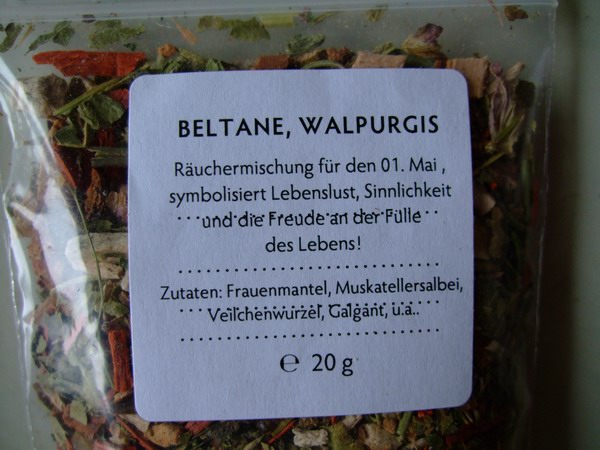 BELTANE, WALPURGIS
Räuchermischung für den 01. Mai ,
symbolisiert Lebenslust, Sinnlichkeit
und die Freude an der Fülle
des Lebens!
Zutaten: Frauenmantel, Muskatellersalbei,
Veilchenwurzel, Galgant, u.a..
℮ 20 g